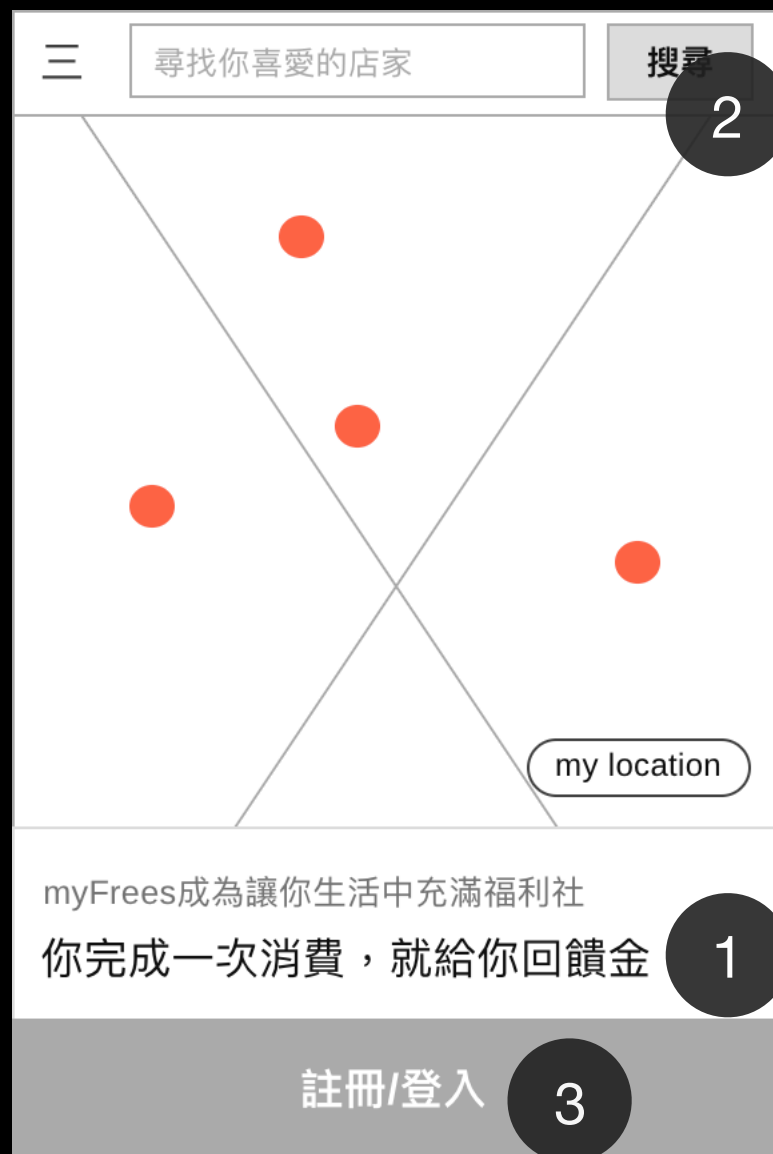 三
尋找你喜愛的店家
搜尋
2
my location
myFrees成為讓你生活中充滿福利社
你完成一次消費，就給你回饋金
1
註冊/登入
3